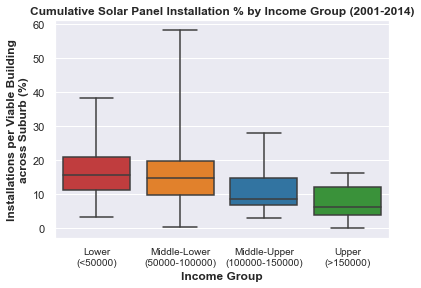 Cumulative Solar Panel Installation % by Income Group (2001-2014)
Installations per Viable Building
across Suburb (%)
60
50
40
30
20
10
0
Lower
(<50000)
Middle-Lower
(50000-100000)
Middle-Upper
(100000-150000)
Upper
(>150000)
Income Group